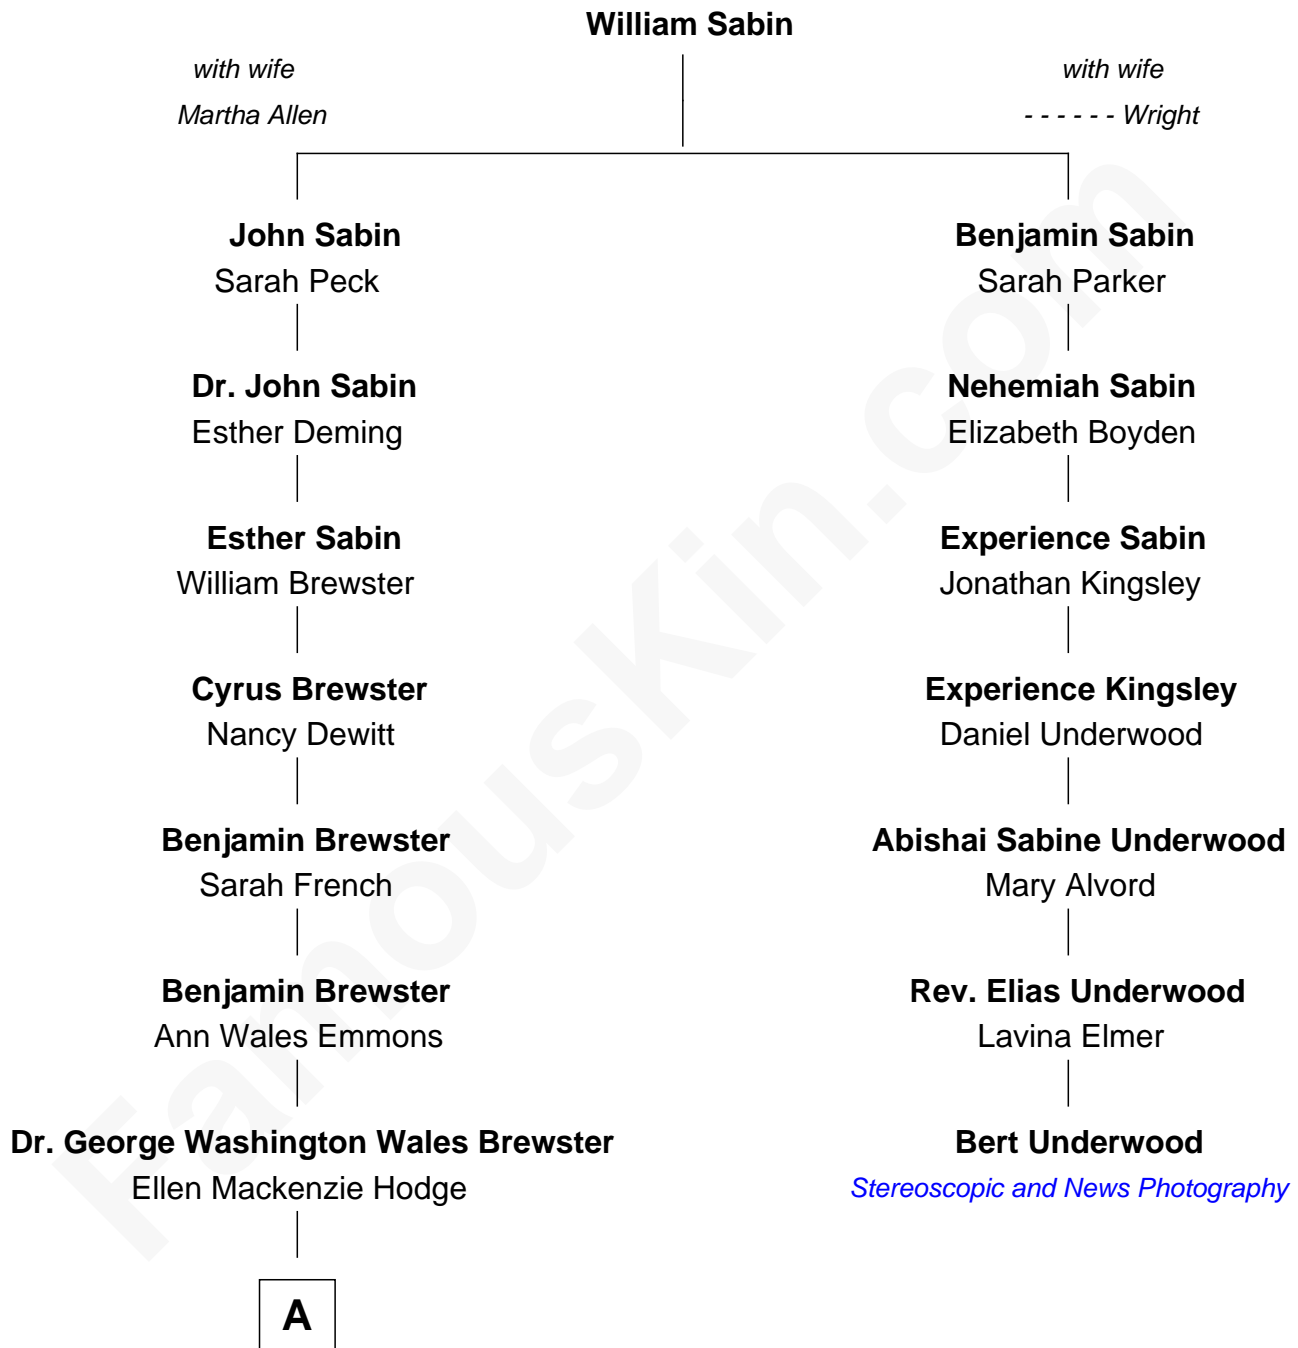 William Sabin
with wife
Martha Allen
with wife
- - - - - - Wright
John Sabin
Sarah Peck
Benjamin Sabin
Sarah Parker
Dr. John Sabin
Esther Deming
Nehemiah Sabin
Elizabeth Boyden
Esther Sabin
William Brewster
Experience Sabin
Jonathan Kingsley
Cyrus Brewster
Nancy Dewitt
Experience Kingsley
Daniel Underwood
Benjamin Brewster
Sarah French
Abishai Sabine Underwood
Mary Alvord
Benjamin Brewster
Ann Wales Emmons
Rev. Elias Underwood
Lavina Elmer
Dr. George Washington Wales Brewster
Ellen Mackenzie Hodge
Bert Underwood
Stereoscopic and News Photography
A
FamousKin.com